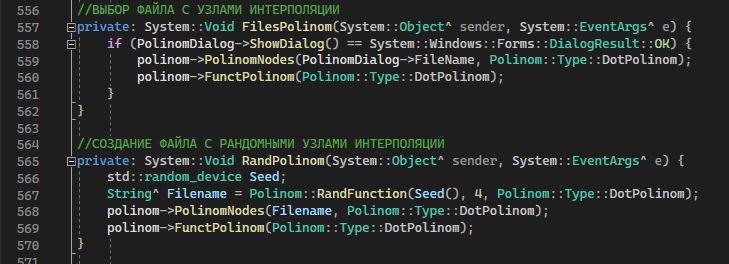 556 //ВЫБОР ФАЙЛА С УЗЛАМИ ИНТЕРПОЛЯЦИИ
557 private: System::Void FilesPolinom(System::Object^ sender, System::EventArgs^ e) {
558 if (PolinomDialog->ShowDialog() == System::Windows::Forms::DialogResult::OK) {
559 polinom->PolinomNodes(PolinomDialog->FileName, Polinom::Type::DotPolinom);
560 polinom->FunctPolinom(Polinom::Type::DotPolinom);
561 }
562 }
563
564 //СОЗДАНИЕ ФАЙЛА С РАНДОМНЫМИ УЗЛАМИ ИНТЕРПОЛЯЦИИ
565 private: System::Void RandPolinom(System::Object^ sender, System::EventArgs^ e) {
566 std::random_device Seed;
567 String^ Filename = Polinom::RandFunction(Seed(), 4, Polinom::Type::DotPolinom);
568 polinom->PolinomNodes(Filename, Polinom::Type::DotPolinom);
569 polinom->FunctPolinom(Polinom::Type::DotPolinom);
570 }
571